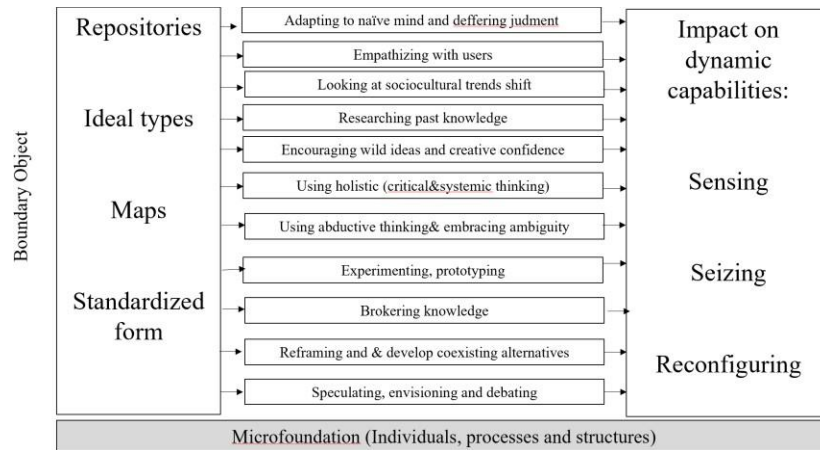 Boundary Object
Repositories
Ideal types
Maps
Standardized
form
Adapting to naïve mind and deffering judment
Empathizing with users
Looking at sociocultural trends shift
Researching past knowledge
Encouraging wild ideas and creative confidence
Using holistic (critical&systemic thinking)
Using abductive thinking& embracing ambiguity
Experimenting, prototyping
Brokering knowledge
Reframing and & develop coexisting alternatives
Speculating, envisioning and debating
Impact on
dynamic
capabilities:
Sensing
Seizing
Reconfiguring
Microfoundation (Individuals, processes and structures)